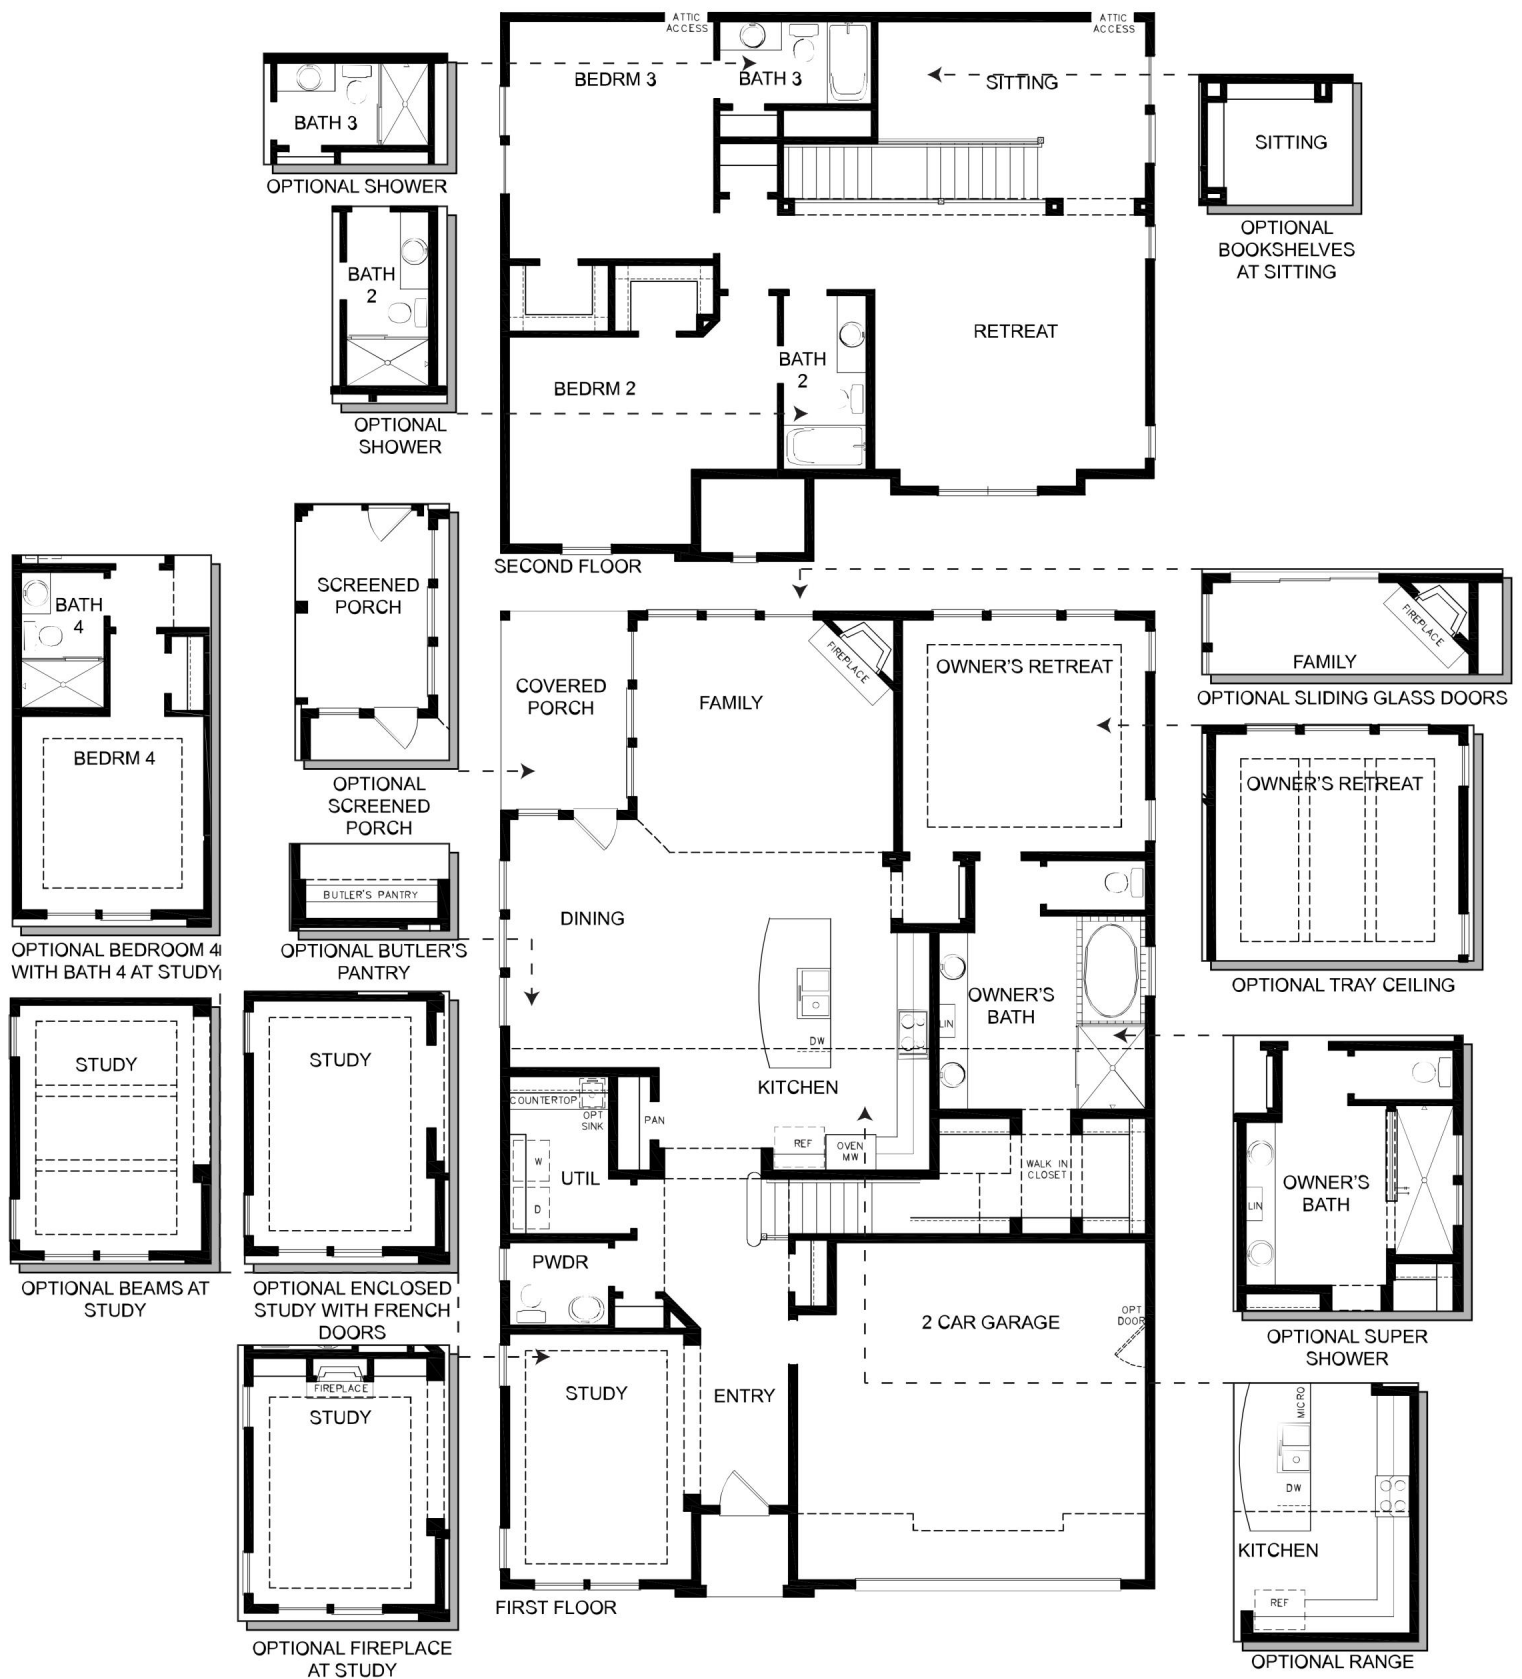 ATTIC
ACCESS
ATTIC
ACCESS
BEDRM 3
BATH 3
SITTING
BATH 3
OPTIONAL SHOWER
SITTING
OPTIONAL
BOOKSHELVES
AT SITTING
BATH
2
OPTIONAL
SHOWER
RETREAT
BATH
2
BEDRM 2
SECOND FLOOR
SCREENED
PORCH
OPTIONAL
SCREENED
PORCH
BATH
4
BEDRM 4
OPTIONAL BEDROOM 4
WITH BATH 4 AT STUDY
BUTLER'S PANTRY
OPTIONAL BUTLER'S
PANTRY
COVERED
PORCH
FAMILY
FIREPLACE
OWNER'S RETREAT
FIREPLACE
FAMILY
OPTIONAL SLIDING GLASS DOORS
OWNER'S RETREAT
OPTIONAL TRAY CEILING
DINING
OWNER'S
BATH
LIN
DW
KITCHEN
COUNTERTOP
OPT
SINK
PAN
REF
OVEN
MW
W
D
UTIL
WALK IN
CLOSET
STUDY
OPTIONAL BEAMS AT
STUDY
STUDY
OPTIONAL ENCLOSED
STUDY WITH FRENCH
DOORS
OWNER'S
BATH
LIN
OPTIONAL SUPER
SHOWER
PWDR
2 CAR GARAGE
OPT
DOOR
STUDY
ENTRY
FIREPLACE
STUDY
OPTIONAL FIREPLACE
AT STUDY
MICRO
DW
KITCHEN
REF
OPTIONAL RANGE
FIRST FLOOR